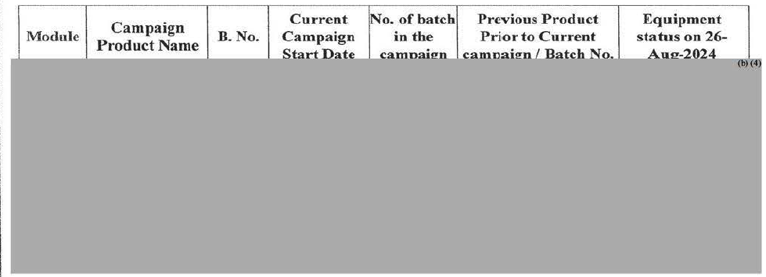 Module
Campaign
Product Name
B. No.
Current
Campaign
Start Date
No. of batch
in the
campaign
Previous Product
Prior to Current
campaign / Batch No.
Equipment
status on 26-
Aug-2024
(b) (4)